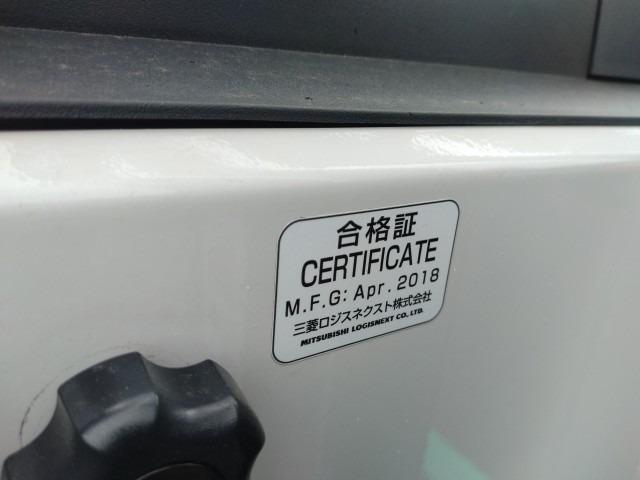 合格証
CERTIFICATE
M.F.G: Apr. 2018
三菱ロジスネクスト株式会社
MITSUBISHI LOGISNEXT CO., LTD.